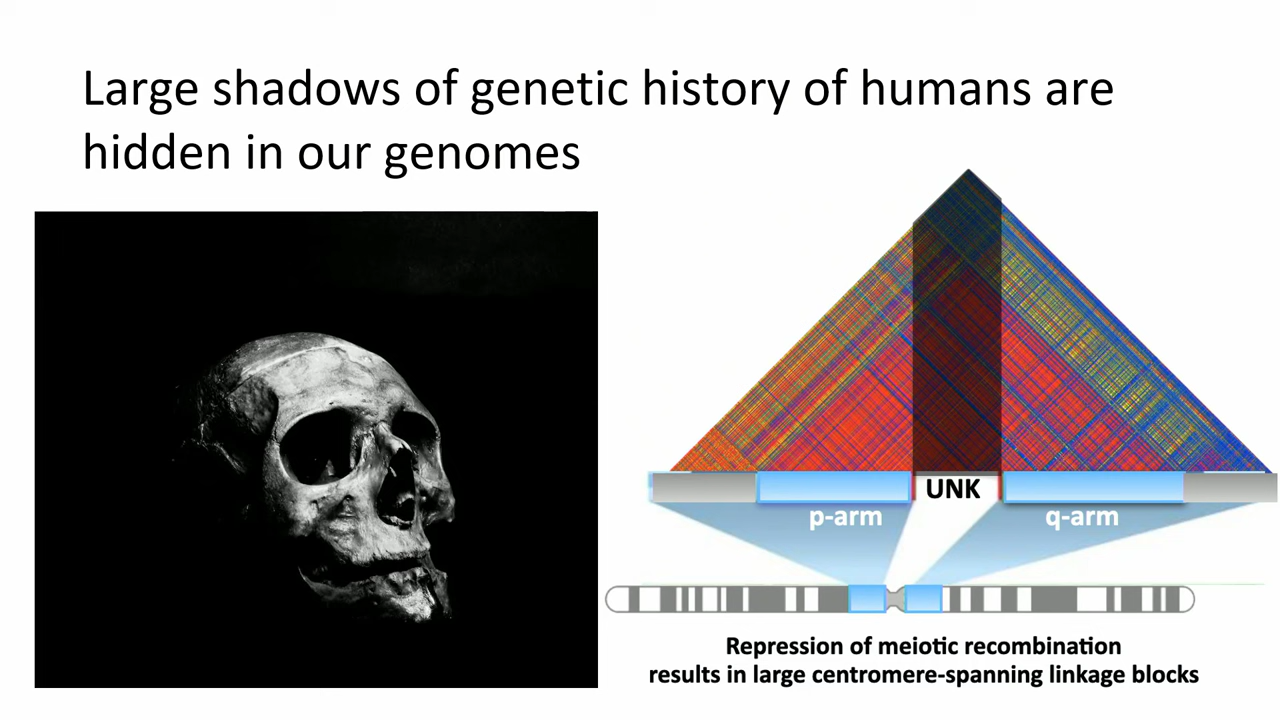 Large shadows of genetic history of humans are
hidden in our genomes
UNK
p-arm
q-arm
Repression of meiotic recombination
results in large centromere-spanning linkage blocks